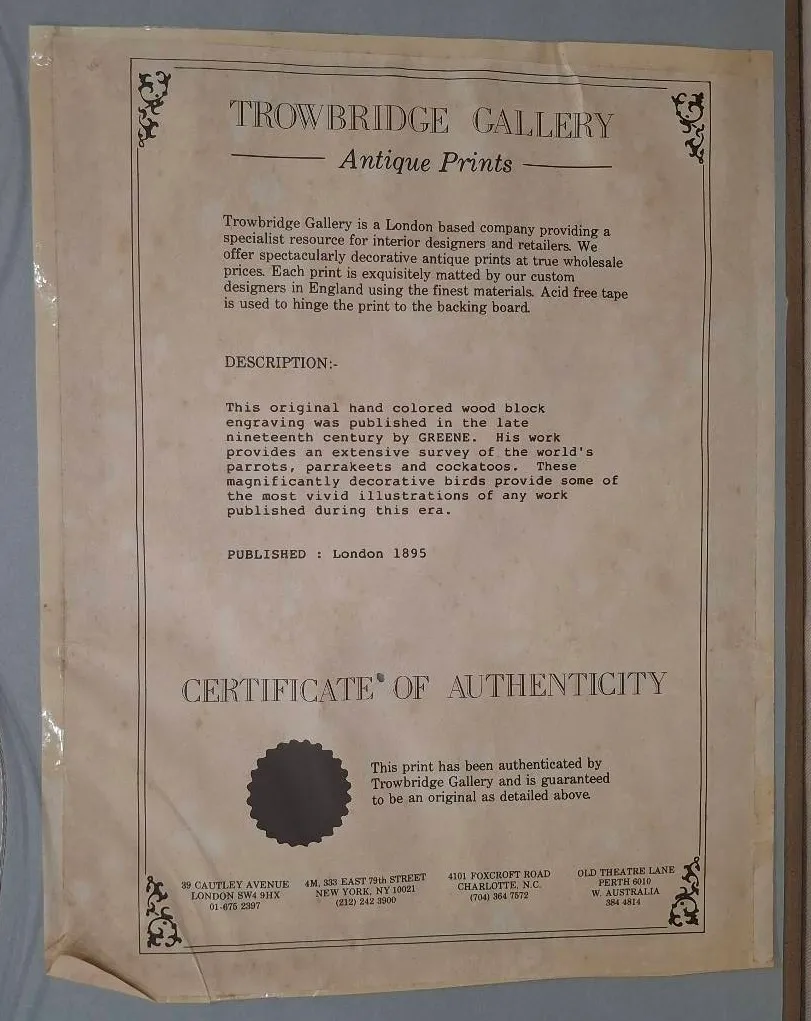 TROWBRIDGE GALLERY
Antique Prints
Trowbridge Gallery is a London based company providing a
specialist resource for interior designers and retailers. We
offer spectacularly decorative antique prints at true wholesale
prices. Each print is exquisitely matted by our custom
designers in England using the finest materials. Acid free tape
is used to hinge the print to the backing board.
DESCRIPTION:-
This original hand colored wood block
engraving was published in the late
nineteenth century by GREENE. His work
provides an extensive survey of the world's
parrots, parrakeets and cockatoos. These
magnificantly decorative birds provide some of
the most vivid illustrations of any work
published during this era.
PUBLISHED : London 1895
CERTIFICATE OF AUTHENTICITY
This print has been authenticated by
Trowbridge Gallery and is guaranteed
to be an original as detailed above.
39 CAUTLEY AVENUE
LONDON SW4 9HX
01-675 2397
4M, 333 EAST 79th STREET
NEW YORK, NY 10021
(212) 242 3900
4101 FOXCROFT ROAD
CHARLOTTE, N.C.
(704) 364 7572
OLD THEATRE LANE
PERTH 6010
W. AUSTRALIA
384 4814